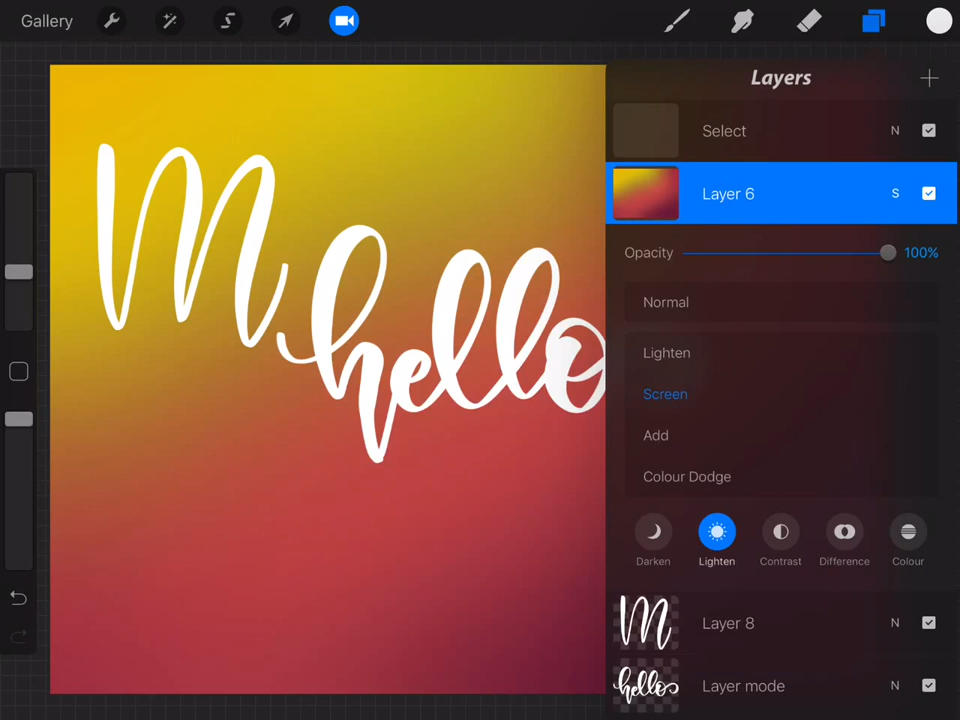 Gallery
Layers
Select N
Layer 6 S
Opacity 100%
Normal
Lighten
Screen
Add
Colour Dodge
Darken Lighten Contrast Difference Colour
M Layer 8 N
hello Layer mode N
M
hello